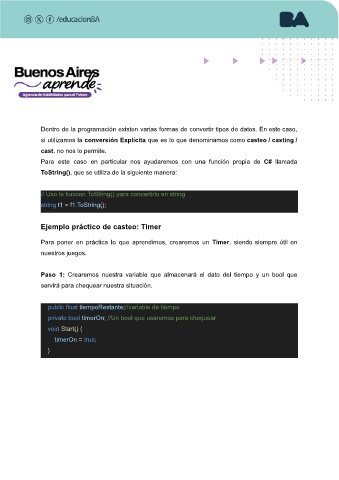 /educacionBA
BA
Buenos Aires
aprende
Agencia de Habilidades para el Futuro
Dentro de la programación existen varias formas de convertir tipos de datos. En este caso,
si utilizamos la conversión Explícita que es lo que denominamos como casteo / casting /
cast, no nos lo permite.
Para este caso en particular nos ayudaremos con una función propia de C# llamada
ToString(), que se utiliza de la siguiente manera:
// Uso la funcion ToString() para convertirlo en string
string t1 = f1.ToString();
Ejemplo práctico de casteo: Timer
Para poner en práctica lo que aprendimos, crearemos un Timer, siendo siempre útil en
nuestros juegos.
Paso 1: Crearemos nuestra variable que almacenará el dato del tiempo y un bool que
servirá para chequear nuestra situación.
public float tiempoRestante;//variable de tiempo
private bool timerOn; //Un bool que usaremos para chequear
void Start() {
timerOn = true;
}